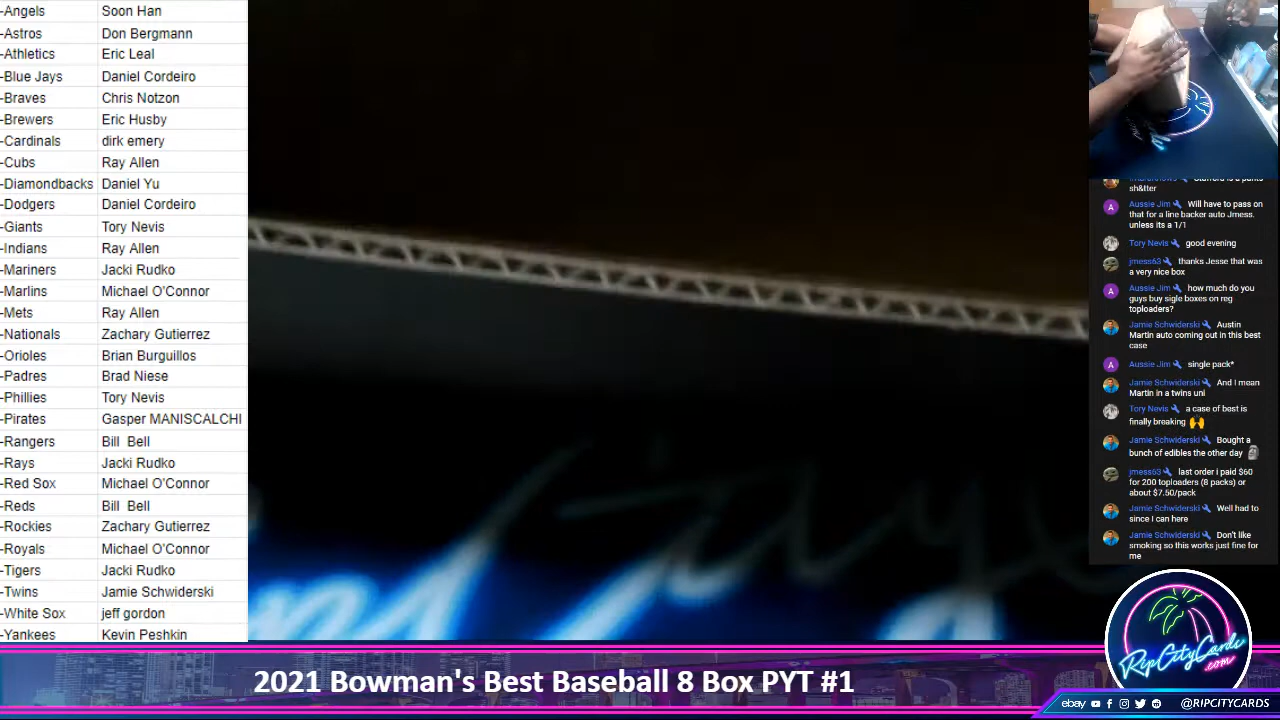 -Angels Soon Han
-Astros Don Bergmann
-Athletics Eric Leal
-Blue Jays Daniel Cordeiro
-Braves Chris Notzon
-Brewers Eric Husby
-Cardinals dirk emery
-Cubs Ray Allen
-Diamondbacks Daniel Yu
-Dodgers Daniel Cordeiro
-Giants Tory Nevis
-Indians Ray Allen
-Mariners Jacki Rudko
-Marlins Michael O'Connor
-Mets Ray Allen
-Nationals Zachary Gutierrez
-Orioles Brian Burguillos
-Padres Brad Niese
-Phillies Tory Nevis
-Pirates Gasper MANISCALCHI
-Rangers Bill Bell
-Rays Jacki Rudko
-Red Sox Michael O'Connor
-Reds Bill Bell
-Rockies Zachary Gutierrez
-Royals Michael O'Connor
-Tigers Jacki Rudko
-Twins Jamie Schwiderski
-White Sox jeff gordon
-Yankees Kevin Peshkin
sh&tter
Aussie Jim Will have to pass on
that for a line backer auto Jmess.
unless its a 1/1
Tory Nevis good evening
jmess63 thanks Jesse that was
a very nice box
Aussie Jim how much do you
guys buy sigle boxes on reg
toploaders?
Jamie Schwiderski Austin
Martin auto coming out in this best
case
Aussie Jim single pack*
Jamie Schwiderski And I mean
Martin in a twins uni
Tory Nevis a case of best is
finally breaking 🙌
Jamie Schwiderski Bought a
bunch of edibles the other day 🗿
jmess63 last order i paid $60
for 200 toploaders (8 packs) or
about $7.50/pack
Jamie Schwiderski Well had to
since I can here
Jamie Schwiderski Don't like
smoking so this works just fine for
me
RipCityCards
.com
2021 Bowman's Best Baseball 8 Box PYT #1
ebay @RIPCITYCARDS